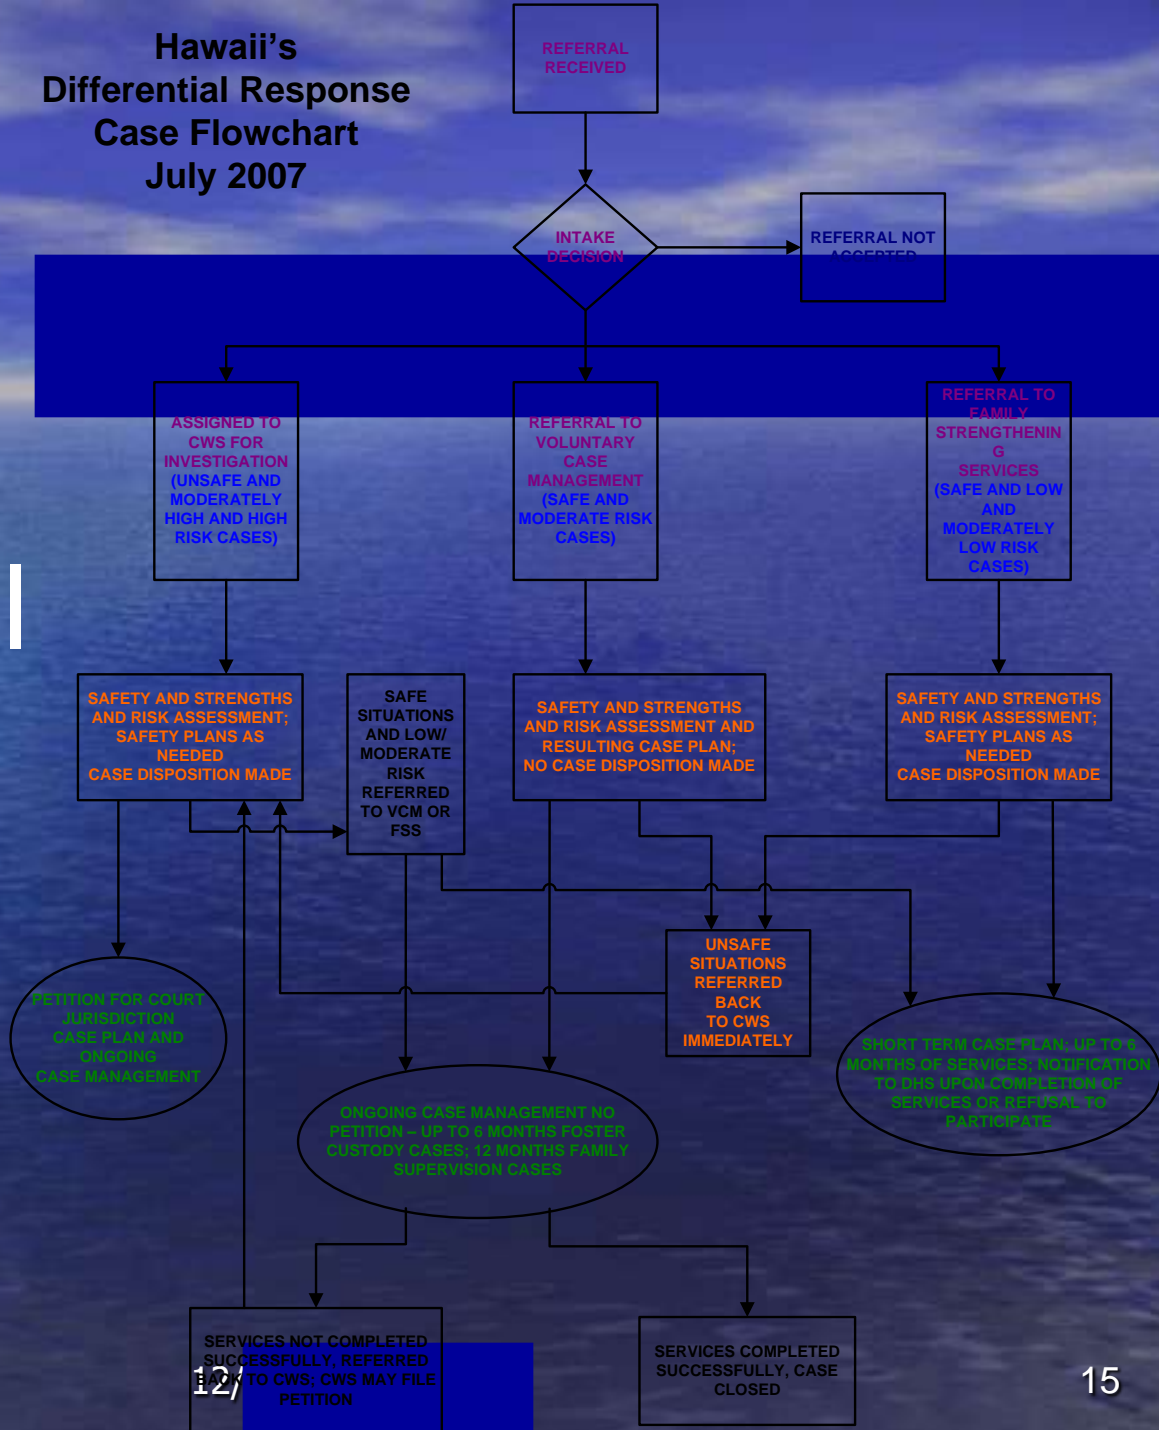 Hawaii's
Differential Response
Case Flowchart
July 2007
REFERRAL
RECEIVED
INTAKE
DECISION
REFERRAL NOT
ACCEPTED
ASSIGNED TO
CWS FOR
INVESTIGATION
(UNSAFE AND
MODERATELY
HIGH AND HIGH
RISK CASES)
REFERRAL TO
VOLUNTARY
CASE
MANAGEMENT
(SAFE AND
MODERATE RISK
CASES)
REFERRAL TO
FAMILY
STRENGTHENIN
G
SERVICES
(SAFE AND LOW
AND
MODERATELY
LOW RISK
CASES)
SAFETY AND STRENGTHS
AND RISK ASSESSMENT;
SAFETY PLANS AS
NEEDED
CASE DISPOSITION MADE
SAFE
SITUATIONS
AND LOW/
MODERATE
RISK
REFERRED
TO VCM OR
FSS
SAFETY AND STRENGTHS
AND RISK ASSESSMENT AND
RESULTING CASE PLAN;
NO CASE DISPOSITION MADE
SAFETY AND STRENGTHS
AND RISK ASSESSMENT;
SAFETY PLANS AS
NEEDED
CASE DISPOSITION MADE
UNSAFE
SITUATIONS
REFERRED
BACK
TO CWS
IMMEDIATELY
PETITION FOR COURT
JURISDICTION
CASE PLAN AND
ONGOING
CASE MANAGEMENT
SHORT TERM CASE PLAN; UP TO 6
MONTHS OF SERVICES; NOTIFICATION
TO DHS UPON COMPLETION OF
SERVICES OR REFUSAL TO
PARTICIPATE
ONGOING CASE MANAGEMENT NO
PETITION – UP TO 6 MONTHS FOSTER
CUSTODY CASES; 12 MONTHS FAMILY
SUPERVISION CASES
SERVICES NOT COMPLETED
SUCCESSFULLY, REFERRED
BACK TO CWS; CWS MAY FILE
PETITION
SERVICES COMPLETED
SUCCESSFULLY, CASE
CLOSED
12/
15